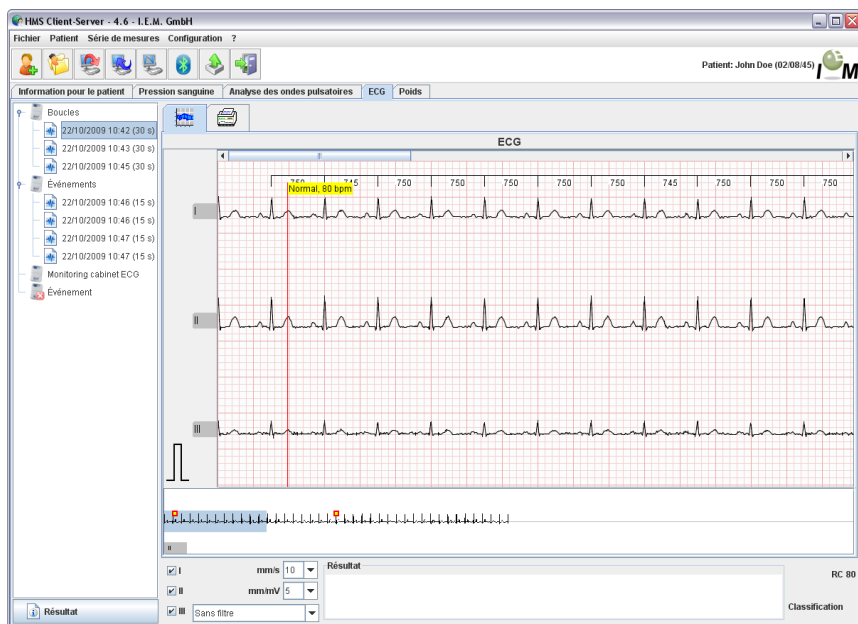 HMS Client-Server - 4.6 - I.E.M. GmbH
Fichier Patient Série de mesures Configuration ?
Patient: John Doe (02/08/45)
IEM
Information pour le patient Pression sanguine Analyse des ondes pulsatoires ECG Poids
Boucles
22/10/2009 10:42 (30 s)
22/10/2009 10:43 (30 s)
22/10/2009 10:45 (30 s)
Événements
22/10/2009 10:46 (15 s)
22/10/2009 10:46 (15 s)
22/10/2009 10:47 (15 s)
22/10/2009 10:47 (15 s)
Monitoring cabinet ECG
Événement
Résultat
ECG
750 745 750 750 750 750 750 745 750 750 750
Normal, 80 bpm
I
II
III
II
I mm/s 10
II mm/mV 5
III Sans filtre
Résultat
RC 80
Classification